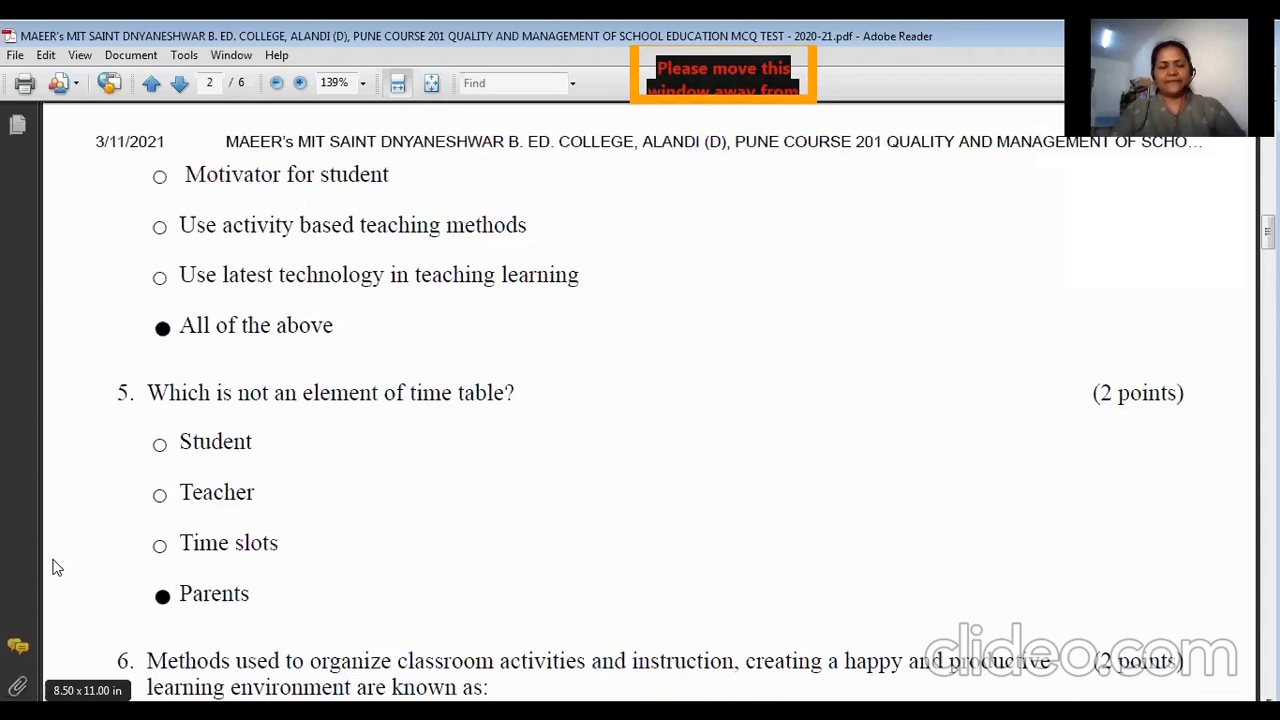 MAEER's MIT SAINT DNYANESHWAR B. ED. COLLEGE, ALANDI (D), PUNE COURSE 201 QUALITY AND MANAGEMENT OF SCHOOL EDUCATION MCQ TEST - 2020-21.pdf - Adobe Reader
File Edit View Document Tools Window Help
2 / 6 139% Find
Please move this
window away from
3/11/2021 MAEER's MIT SAINT DNYANESHWAR B. ED. COLLEGE, ALANDI (D), PUNE COURSE 201 QUALITY AND MANAGEMENT OF SCHO...
Motivator for student
Use activity based teaching methods
Use latest technology in teaching learning
All of the above
5. Which is not an element of time table? (2 points)
Student
Teacher
Time slots
Parents
6. Methods used to organize classroom activities and instruction, creating a happy and productive (2 points)
learning environment are known as:
clideo.com
8.50 x 11.00 in